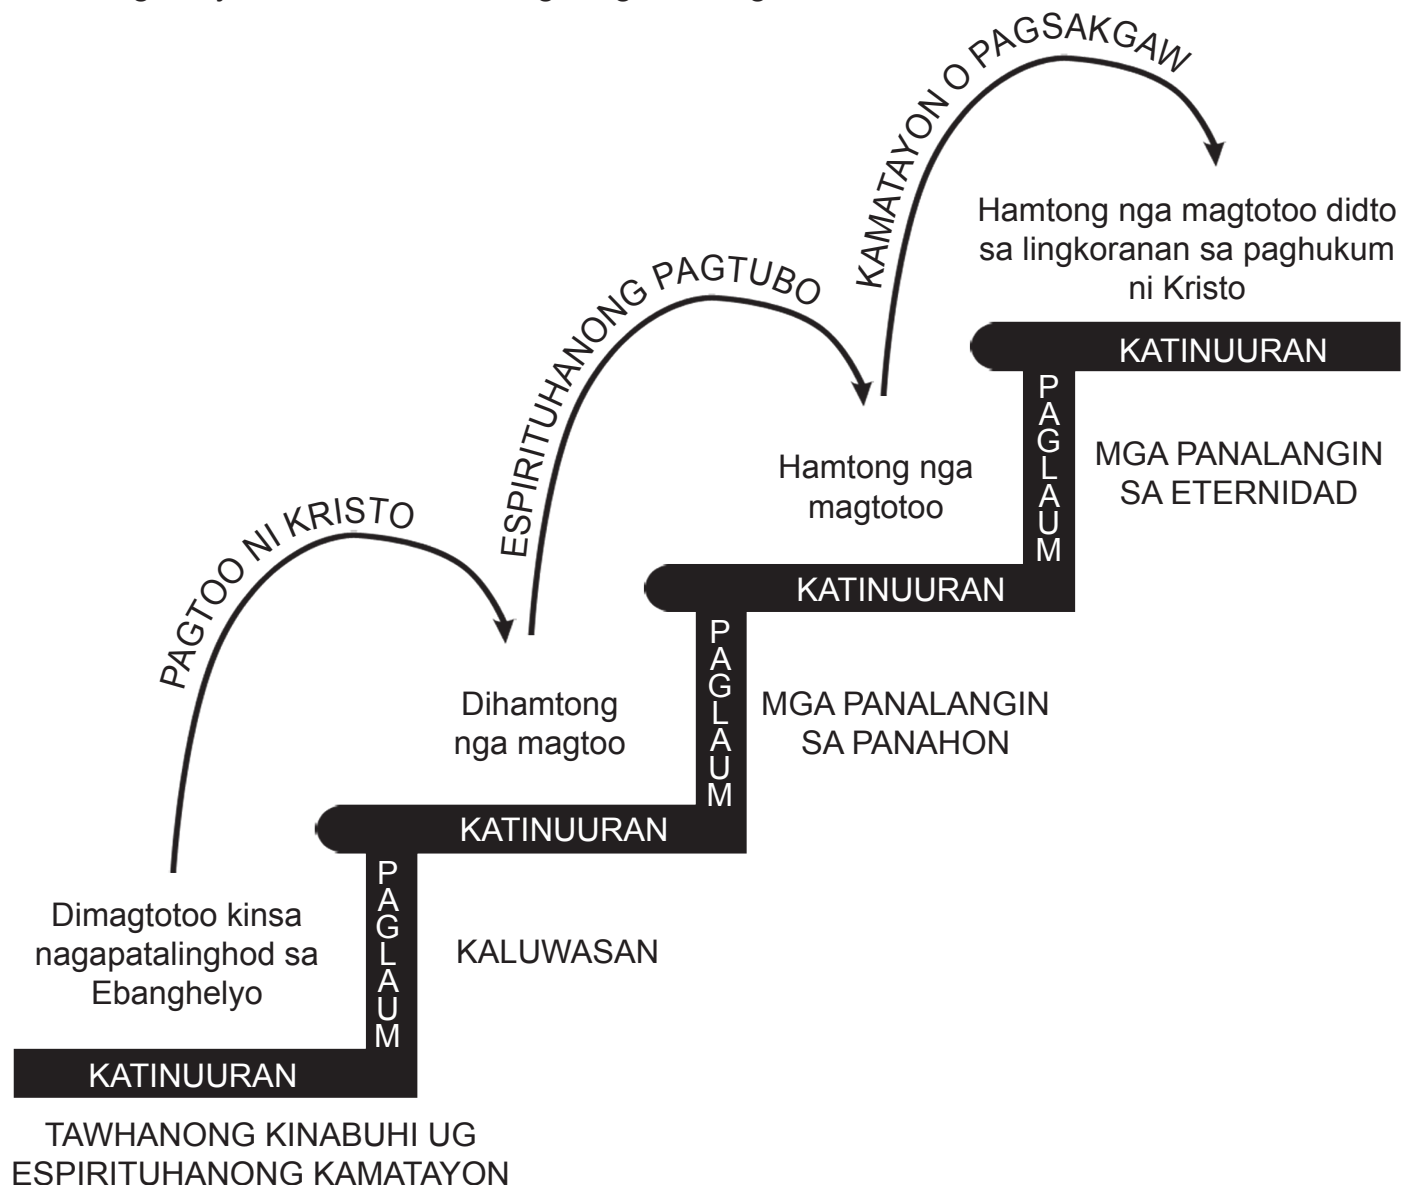 KAMATAYON O PAGSAKGAW
Hamtong nga magtotoo didto
sa lingkoranan sa paghukum
ni Kristo
KATINUURAN
PAGLAUM
MGA PANALANGIN
SA ETERNIDAD
ESPIRITUHANONG PAGTUBO
Hamtong nga
magtotoo
KATINUURAN
PAGLAUM
MGA PANALANGIN
SA PANAHON
PAGTOO NI KRISTO
Dihamtong
nga magtoo
KATINUURAN
PAGLAUM
KALUWASAN
Dimagtotoo kinsa
nagapatalinghod sa
Ebanghelyo
KATINUURAN
TAWHANONG KINABUHI UG
ESPIRITUHANONG KAMATAYON